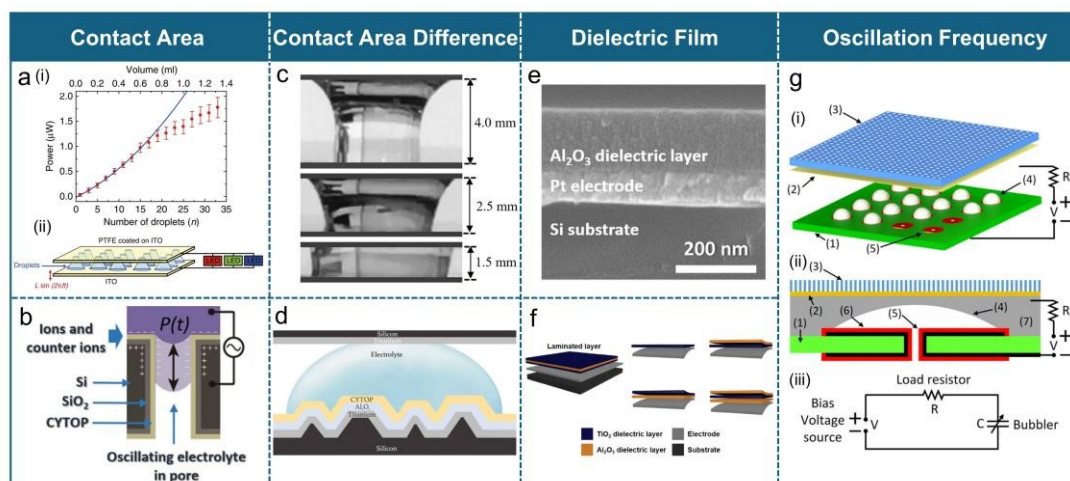 Contact Area
Contact Area Difference
Dielectric Film
Oscillation Frequency
a (i)
Volume (ml)
0.0 0.2 0.4 0.6 0.8 1.0 1.2 1.4
Power (μW)
2.0
1.5
1.0
0.5
0.0
0 5 10 15 20 25 30 35
Number of droplets (n)
(ii)
PTFE coated on ITO
Droplets
LED LED LED
ITO
L sin (2πft)
b
Ions and
counter ions
Si
SiO₂
CYTOP
P(t)
Oscillating electrolyte
in pore
c
4.0 mm
2.5 mm
1.5 mm
d
Silicon
Titanium
Electrolyte
CYTOP
Al₂O₃
Titanium
Silicon
e
Al₂O₃ dielectric layer
Pt electrode
Si substrate
200 nm
f
Laminated layer
TiO₂ dielectric layer
Electrode
Al₂O₃ dielectric layer
Substrate
g
(i)
(3)
(2)
(4)
(1)
(5)
R
+
V
−
(ii)
(3)
(2)
(1)
(6)
(5)
(4)
(7)
R
+
V
−
(iii)
Load resistor
R
Bias
Voltage
source
+
−
V
C
Bubbler